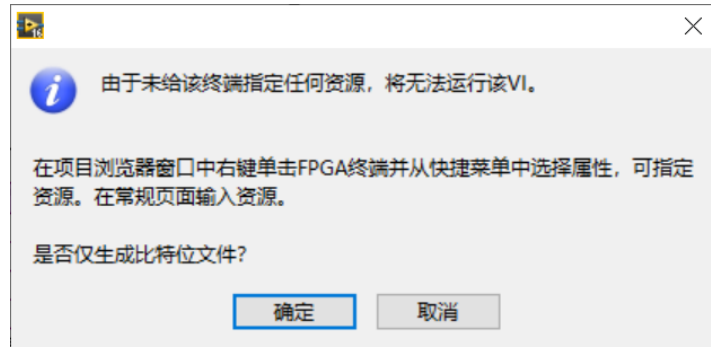 由于未给该终端指定任何资源，将无法运行该VI。
在项目浏览器窗口中右键单击FPGA终端并从快捷菜单中选择属性，可指定
资源。在常规页面输入资源。
是否仅生成比特位文件？
确定
取消